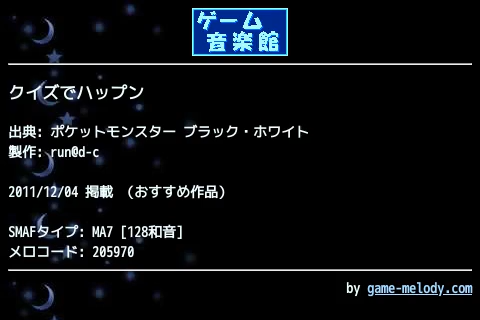 ゲーム
音楽館
クイズでハップン
出典: ポケットモンスター ブラック・ホワイト
製作: run@d-c
2011/12/04 掲載 (おすすめ作品)
SMAFタイプ: MA7 [128和音]
メロコード: 205970
by game-melody.com